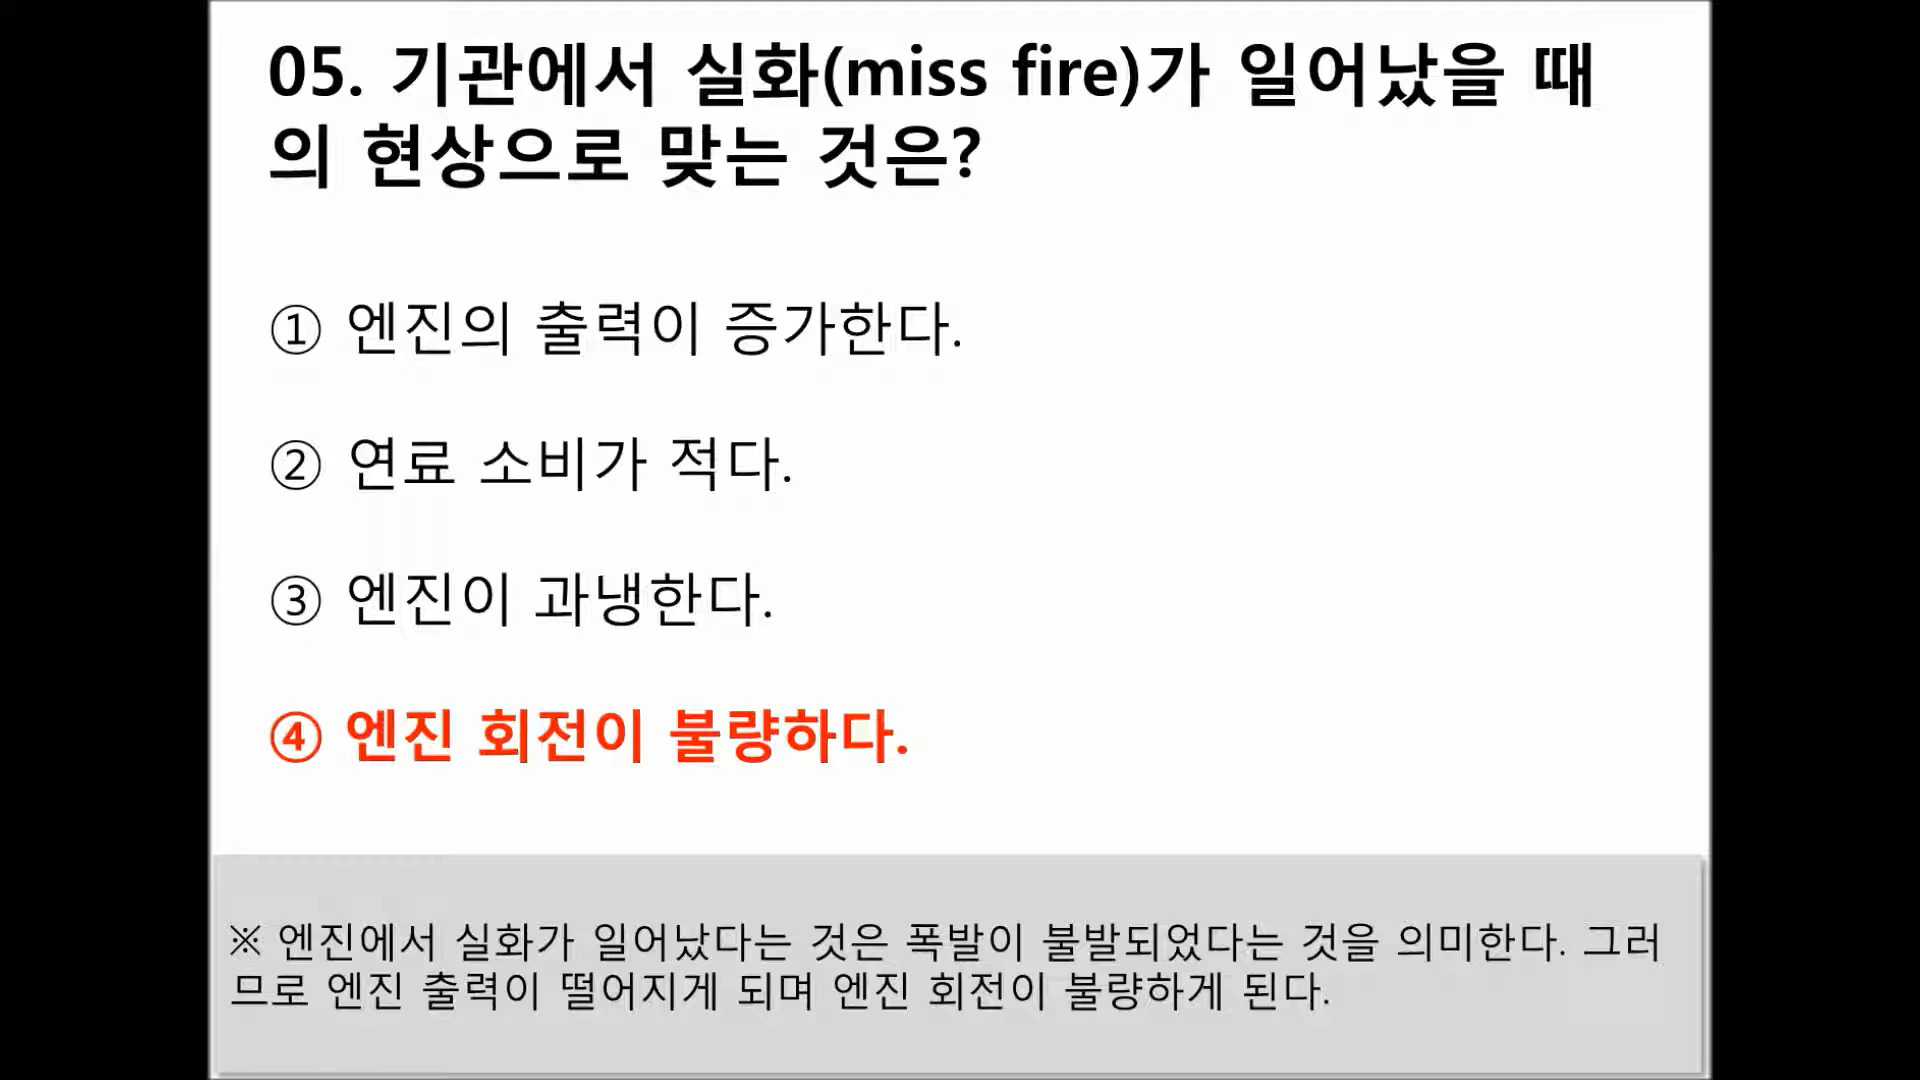 05. 기관에서 실화(miss fire)가 일어났을 때
의 현상으로 맞는 것은?
① 엔진의 출력이 증가한다.
② 연료 소비가 적다.
③ 엔진이 과냉한다.
④ 엔진 회전이 불량하다.
※ 엔진에서 실화가 일어났다는 것은 폭발이 불발되었다는 것을 의미한다. 그러
므로 엔진 출력이 떨어지게 되며 엔진 회전이 불량하게 된다.